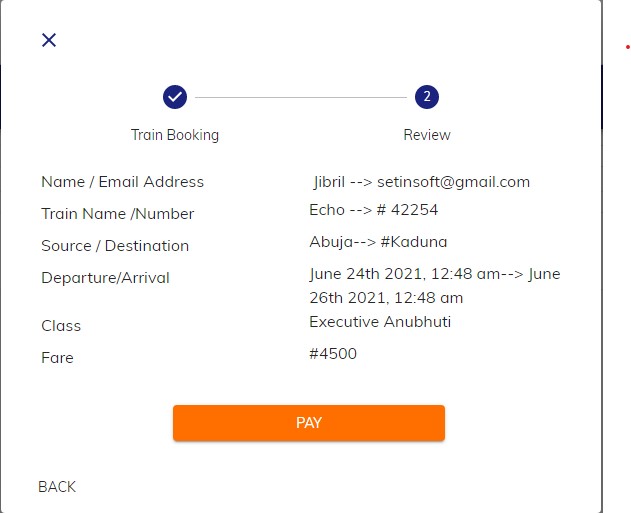 2
Train Booking
Review
Name / Email Address
Jibril --> setinsoft@gmail.com
Train Name /Number
Echo --> # 42254
Source / Destination
Abuja--> #Kaduna
Departure/Arrival
June 24th 2021, 12:48 am--> June
26th 2021, 12:48 am
Class
Executive Anubhuti
Fare
#4500
PAY
BACK